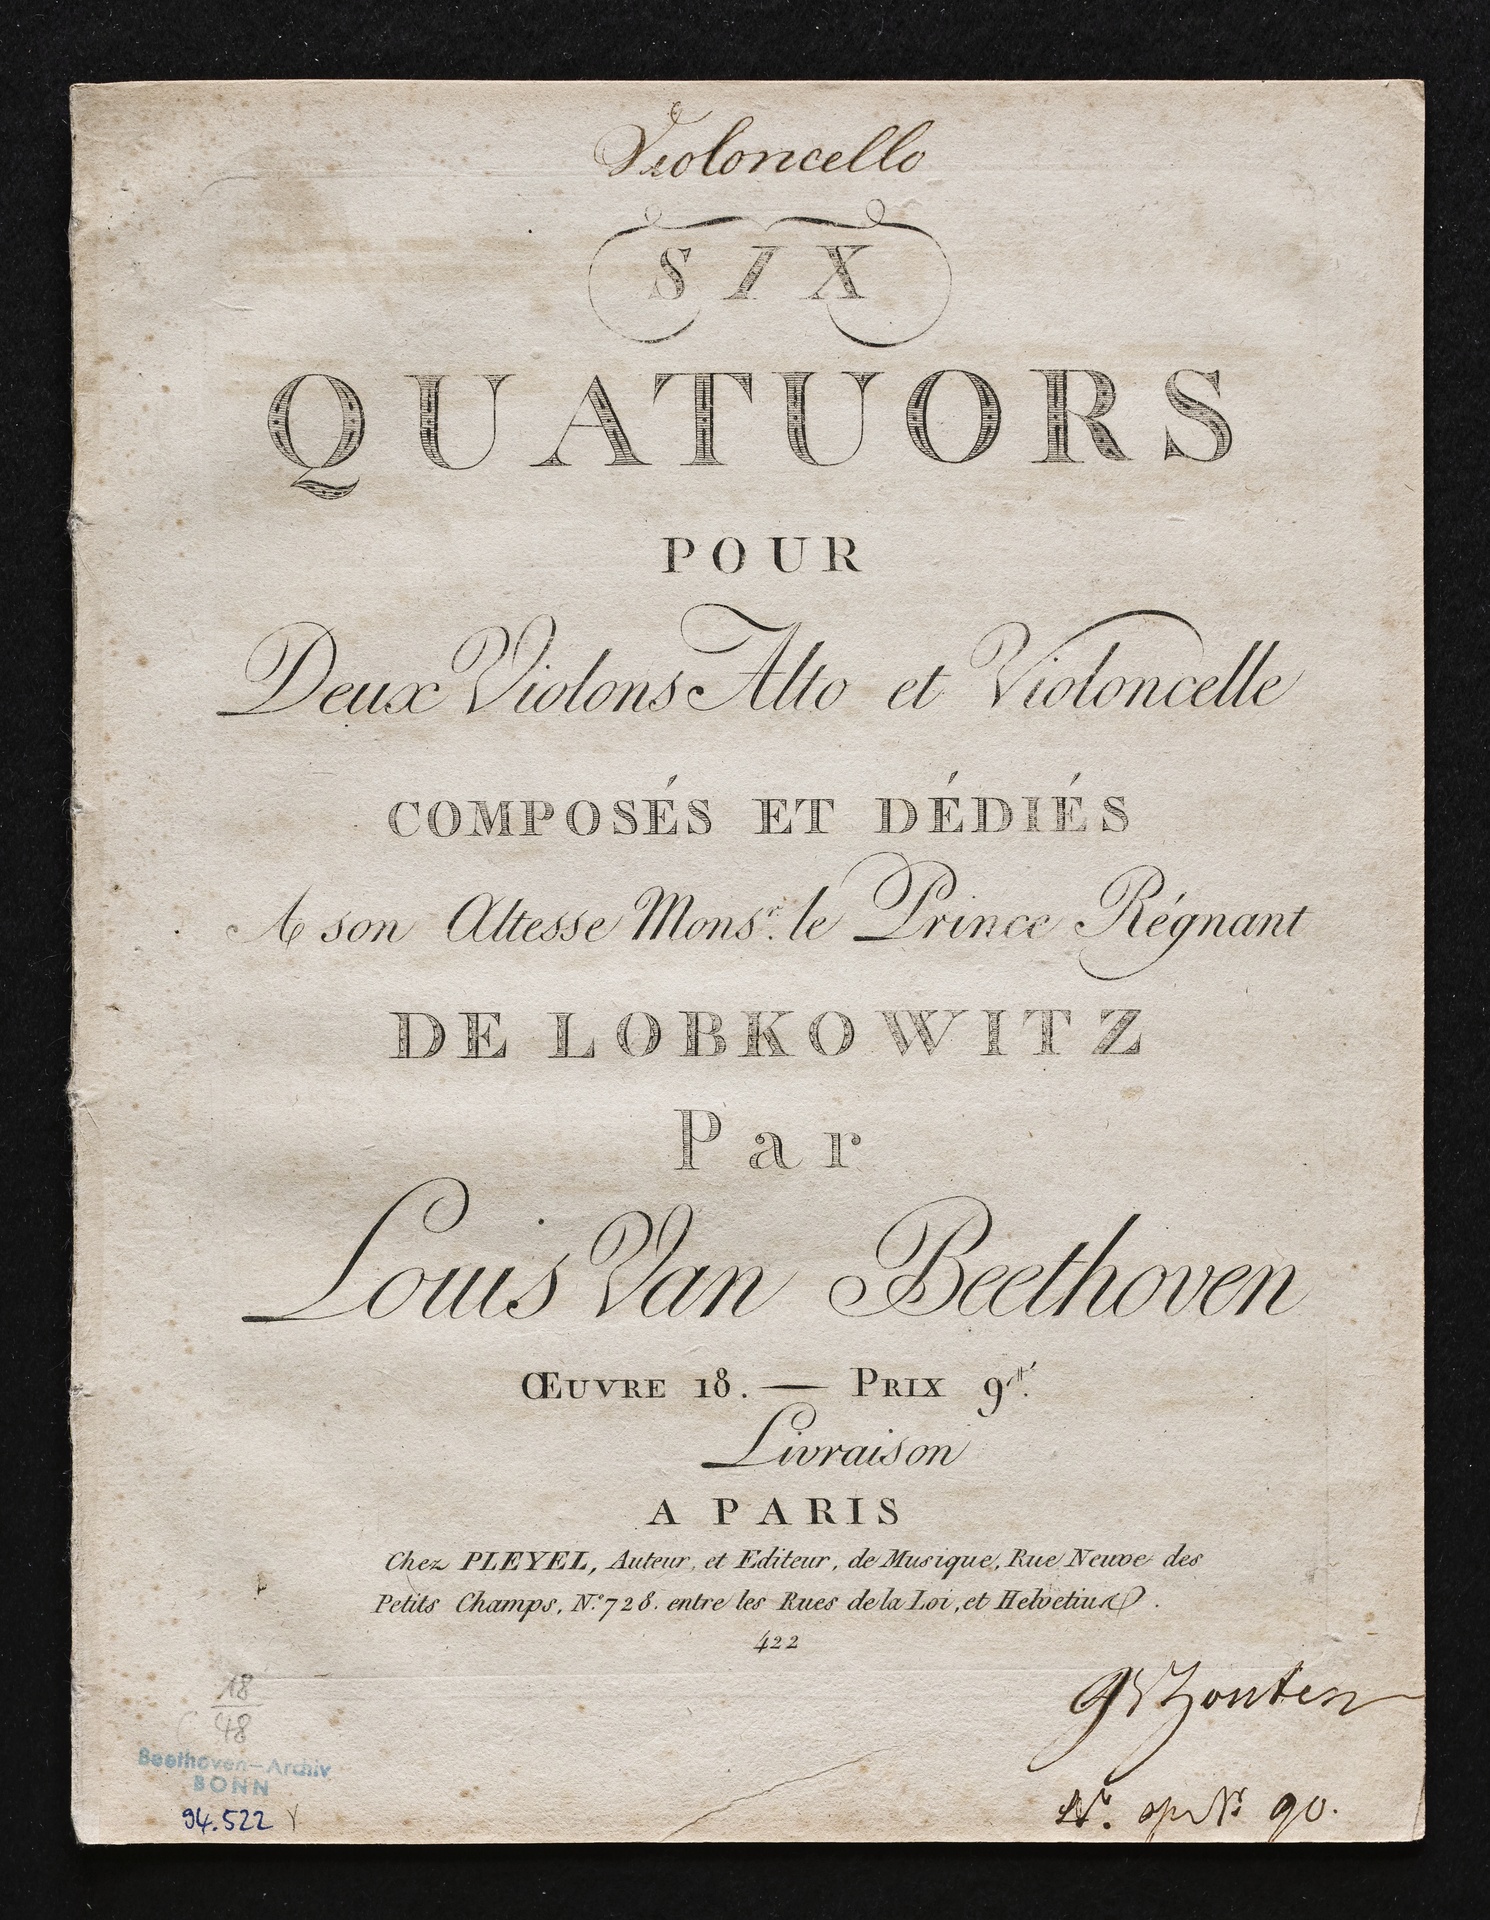 Violoncello
SIX
QUATUORS
POUR
Deux Violons Alto et Violoncelle
COMPOSÉS ET DÉDIÉS
A son Altesse Monsr. le Prince Régnant
DE LOBKOWITZ
Par
Louis Van Beethoven
ŒUVRE 18. — PRIX 9
Livraison
A PARIS
Chez PLEYEL, Auteur, et Editeur, de Musique, Rue Neuve des
Petits Champs, N.º 728. entre les Rues de la Loi, et Helvetius.
422
18
48
Beethoven-Archiv
BONN
94.522
90.